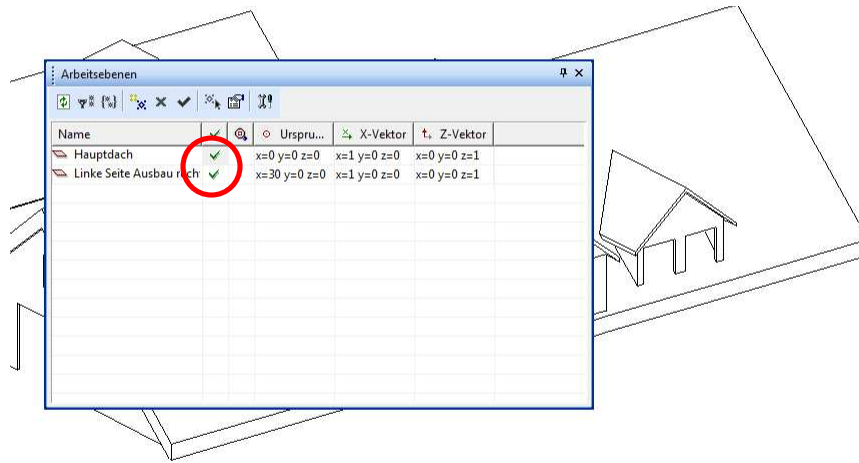 Arbeitsebenen
Name Urspru... X-Vektor Z-Vektor
Hauptdach x=0 y=0 z=0 x=1 y=0 z=0 x=0 y=0 z=1
Linke Seite Ausbau rech x=30 y=0 z=0 x=1 y=0 z=0 x=0 y=0 z=1